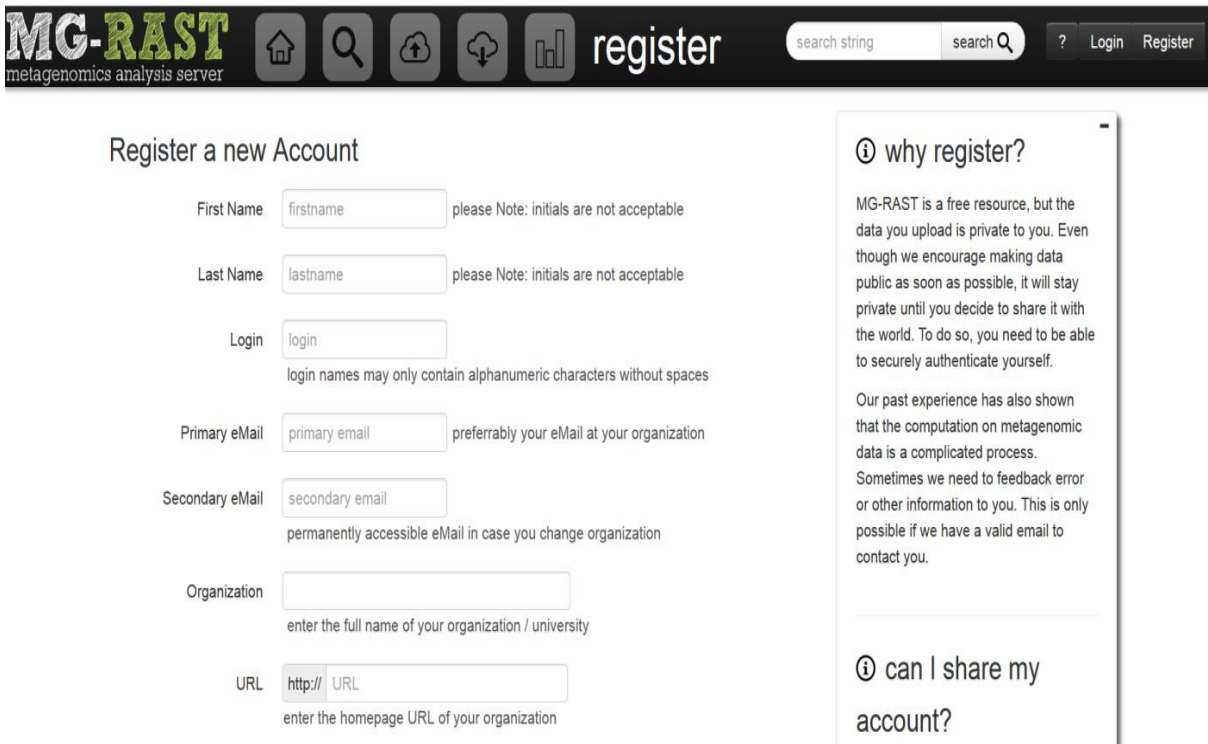 MG-RAST
metagenomics analysis server
register
search string
search
?
Login
Register
Register a new Account
First Name
firstname
please Note: initials are not acceptable
Last Name
lastname
please Note: initials are not acceptable
Login
login
login names may only contain alphanumeric characters without spaces
Primary eMail
primary email
preferrably your eMail at your organization
Secondary eMail
secondary email
permanently accessible eMail in case you change organization
Organization
enter the full name of your organization / university
URL
http://
URL
enter the homepage URL of your organization
why register?
MG-RAST is a free resource, but the
data you upload is private to you. Even
though we encourage making data
public as soon as possible, it will stay
private until you decide to share it with
the world. To do so, you need to be able
to securely authenticate yourself.
Our past experience has also shown
that the computation on metagenomic
data is a complicated process.
Sometimes we need to feedback error
or other information to you. This is only
possible if we have a valid email to
contact you.
can I share my
account?